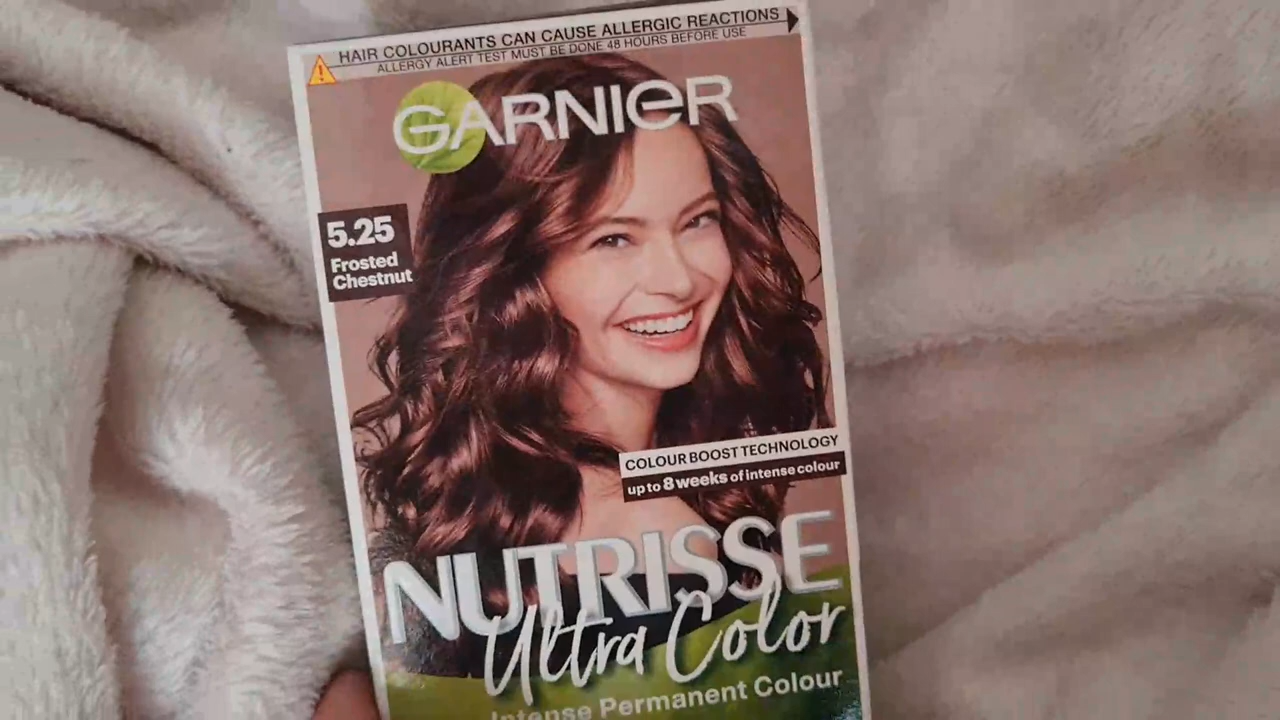 HAIR COLOURANTS CAN CAUSE ALLERGIC REACTIONS
ALLERGY ALERT TEST MUST BE DONE 48 HOURS BEFORE USE
GARNIER
5.25
Frosted
Chestnut
COLOUR BOOST TECHNOLOGY
up to 8 weeks of intense colour
NUTRISSE
Ultra Color
Intense Permanent Colour